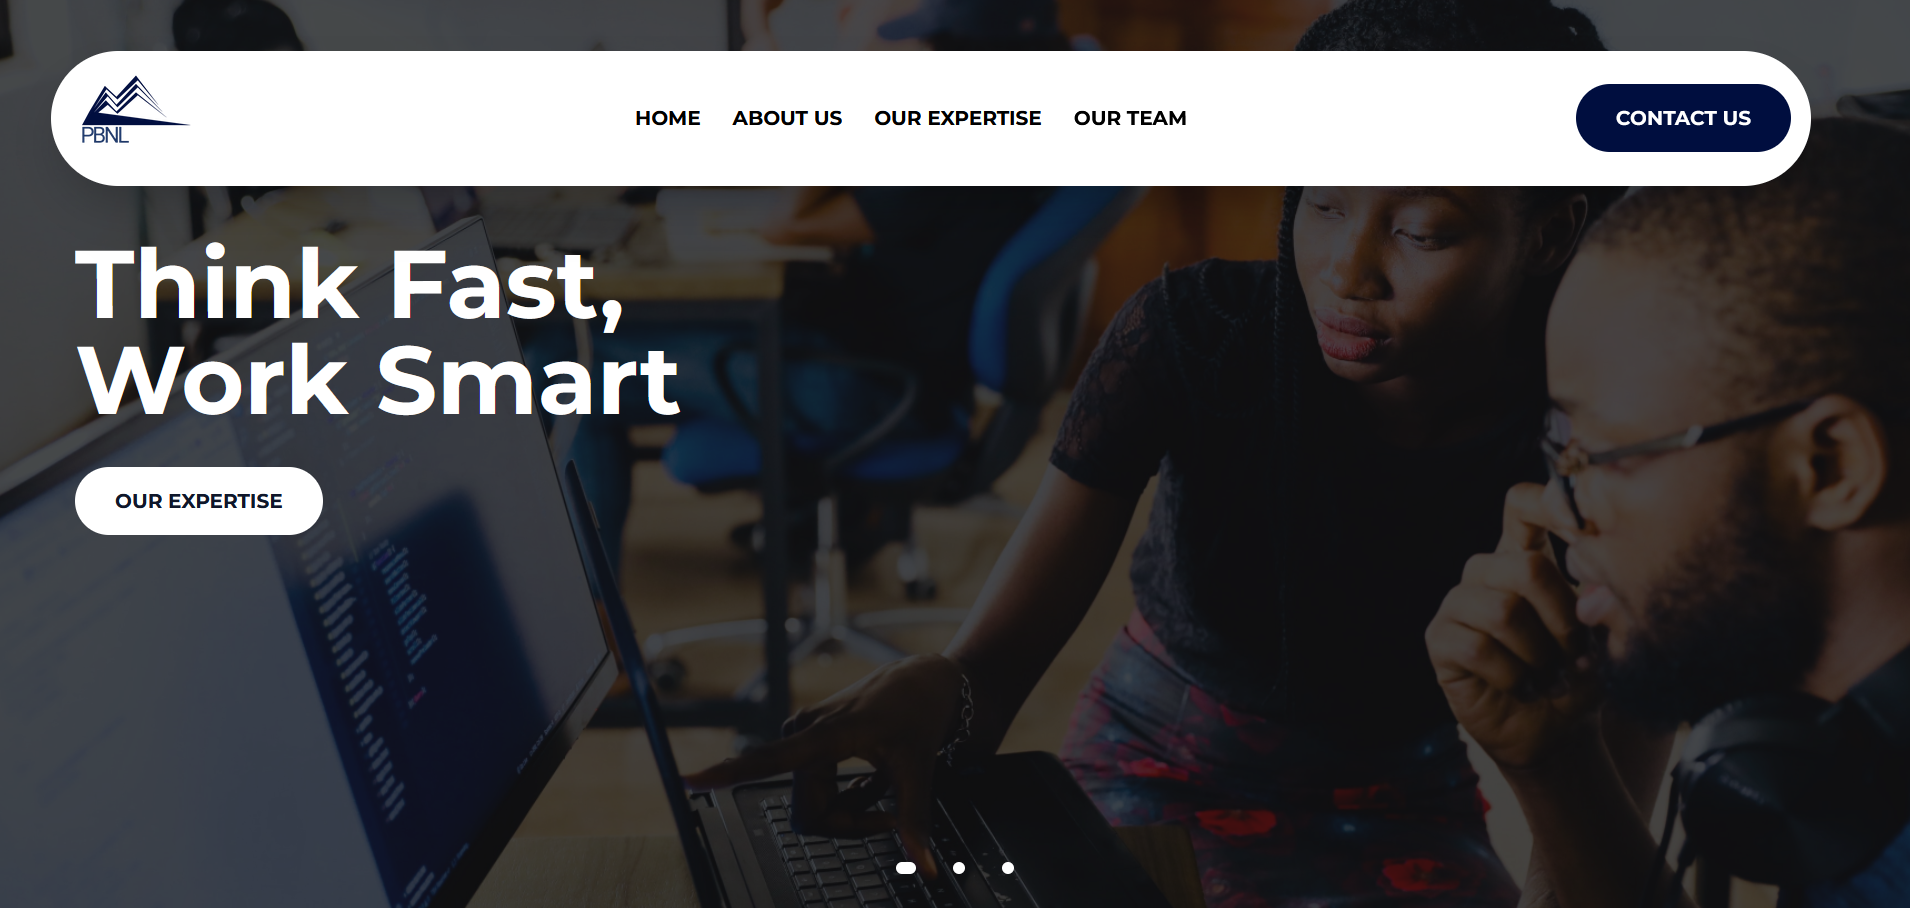 PBNL
HOME
ABOUT US
OUR EXPERTISE
OUR TEAM
CONTACT US
Think Fast,
Work Smart
OUR EXPERTISE